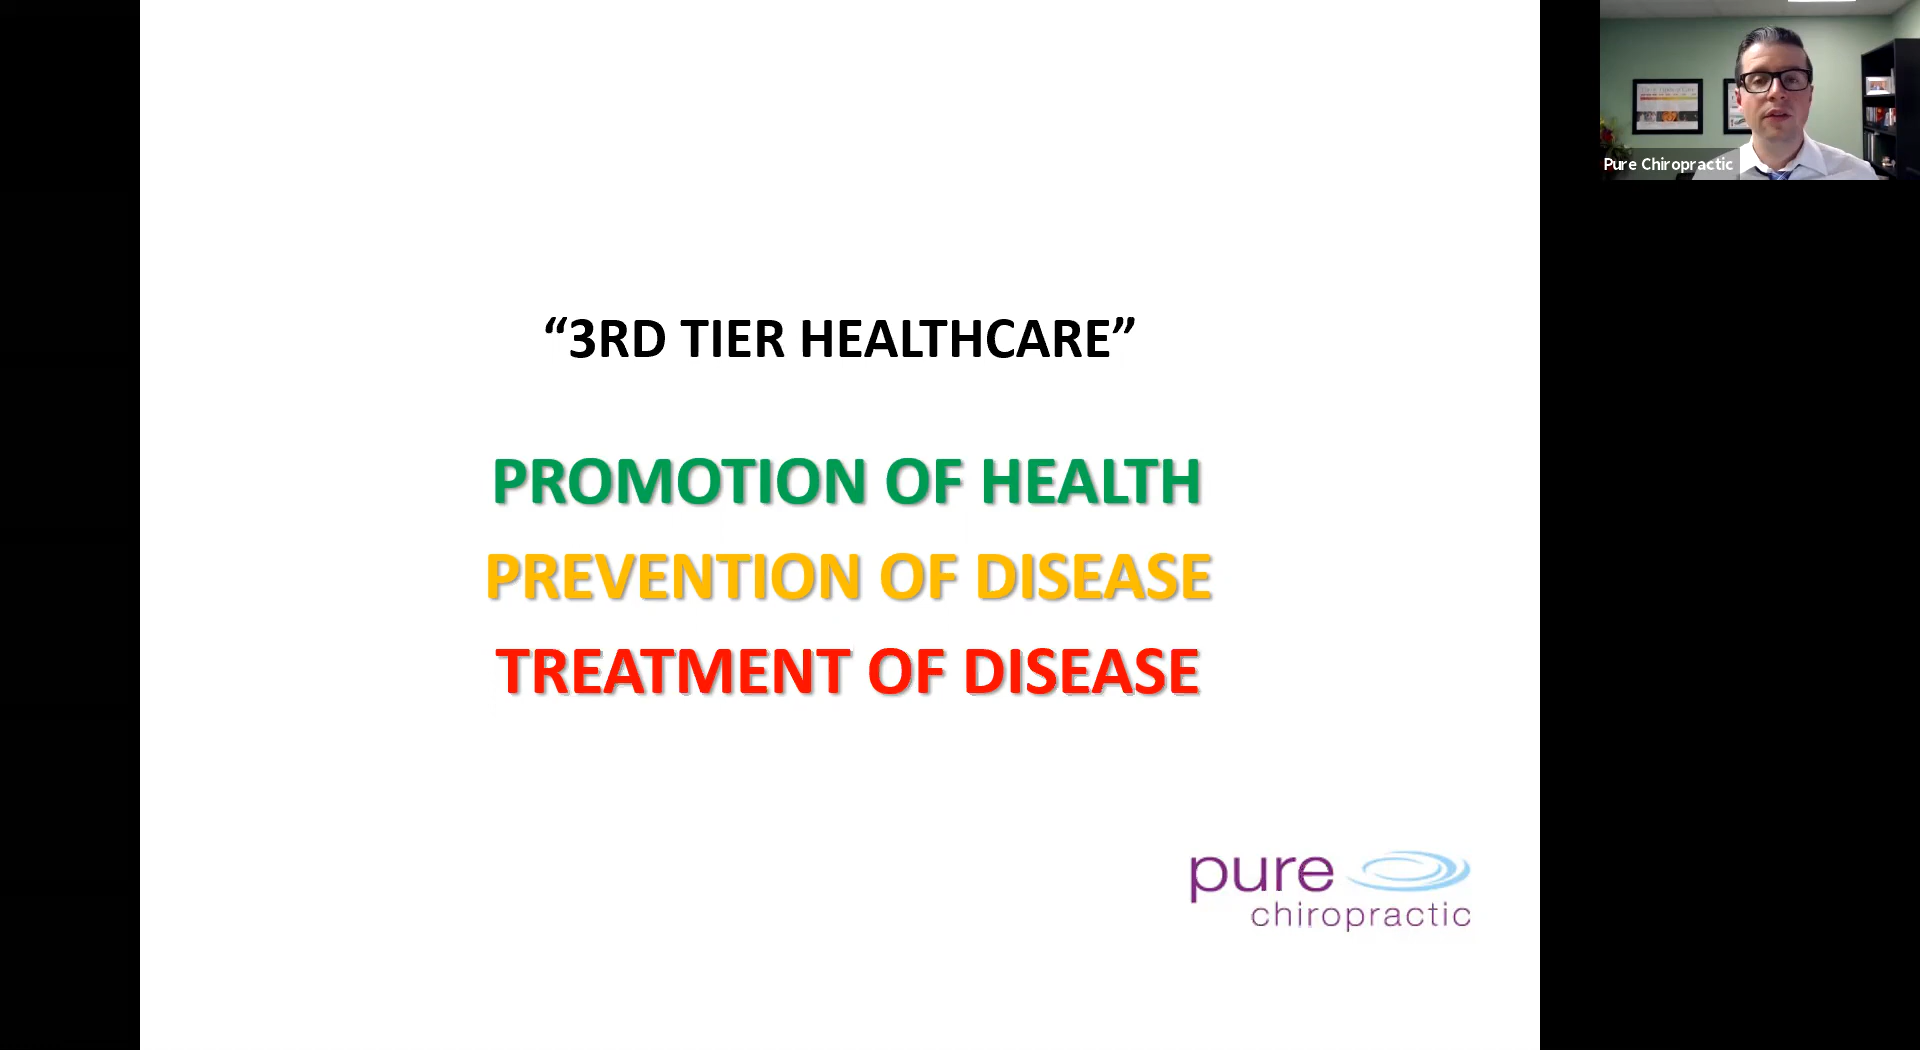 “3RD TIER HEALTHCARE”
PROMOTION OF HEALTH
PREVENTION OF DISEASE
TREATMENT OF DISEASE
pure
chiropractic
Pure Chiropractic